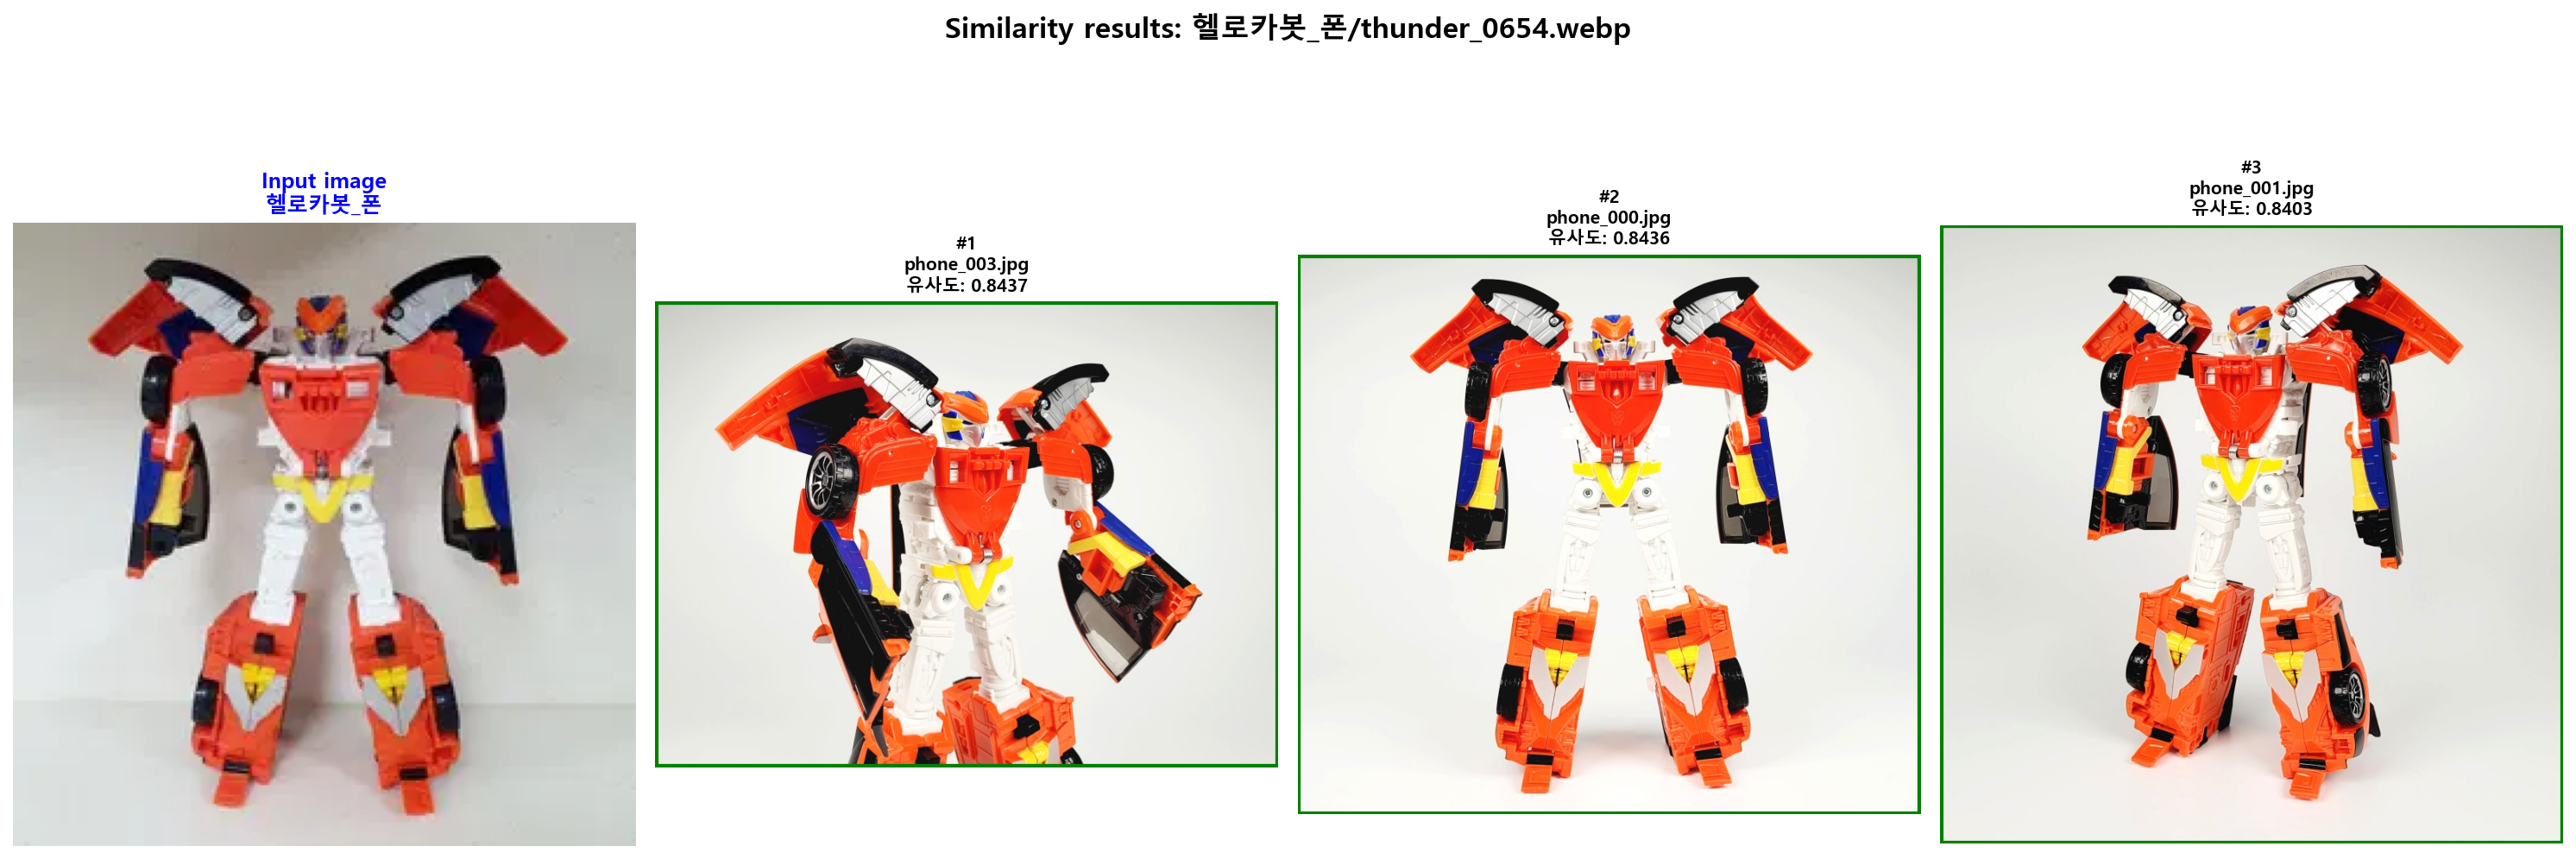 Similarity results: 헬로카봇_폰/thunder_0654.webp
Input image
헬로카봇_폰
#1
phone_003.jpg
유사도: 0.8437
#2
phone_000.jpg
유사도: 0.8436
#3
phone_001.jpg
유사도: 0.8403